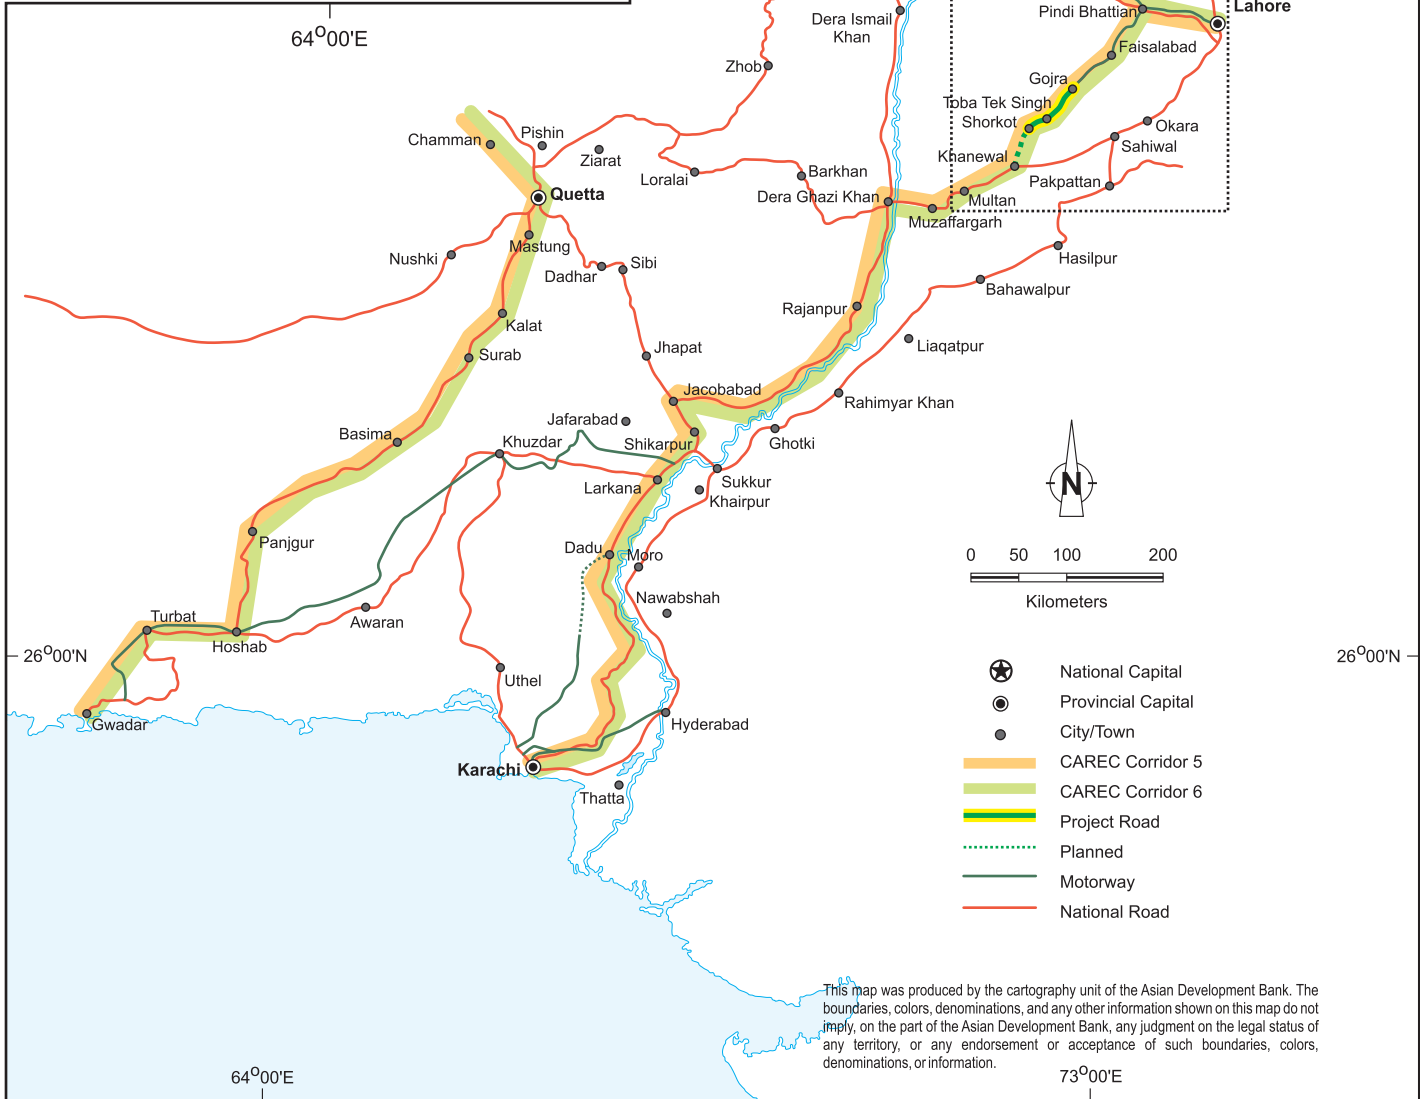 Lahore
Pindi Bhattian
Dera Ismail
Khan
64°00'E
Faisalabad
Zhob
Gojra
Toba Tek Singh
Shorkot
Okara
Chamman
Pishin
Ziarat
Sahiwal
Khanewal
Loralai
Barkhan
Pakpattan
Quetta
Dera Ghazi Khan
Multan
Muzaffargarh
Mastung
Nushki
Hasilpur
Sibi
Dadhar
Bahawalpur
Rajanpur
Kalat
Liaqatpur
Jhapat
Surab
Jacobabad
Rahimyar Khan
Jafarabad
Basima
Khuzdar
Shikarpur
Ghotki
Sukkur
Larkana
Khairpur
N
Panjgur
Dadu
Moro
0 50 100 200
Kilometers
Nawabshah
Turbat
Awaran
Hoshab
26°00'N
26°00'N
National Capital
Uthel
Provincial Capital
Gwadar
Hyderabad
City/Town
Karachi
CAREC Corridor 5
Thatta
CAREC Corridor 6
Project Road
Planned
Motorway
National Road
This map was produced by the cartography unit of the Asian Development Bank. The
boundaries, colors, denominations, and any other information shown on this map do not
imply, on the part of the Asian Development Bank, any judgment on the legal status of
any territory, or any endorsement or acceptance of such boundaries, colors,
denominations, or information.
64°00'E
73°00'E